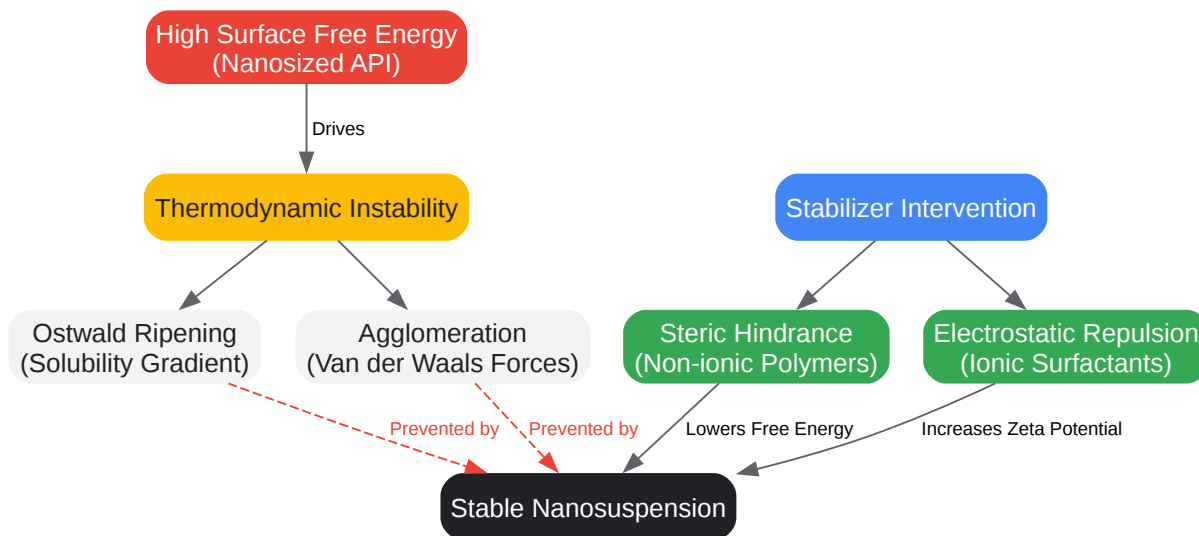 High Surface Free Energy
(Nanosized API)
Drives
Thermodynamic Instability
Stabilizer Intervention
Ostwald Ripening
(Solubility Gradient)
Agglomeration
(Van der Waals Forces)
Steric Hindrance
(Non-ionic Polymers)
Electrostatic Repulsion
(Ionic Surfactants)
Prevented by
Prevented by
Lowers Free Energy
Increases Zeta Potential
Stable Nanosuspension